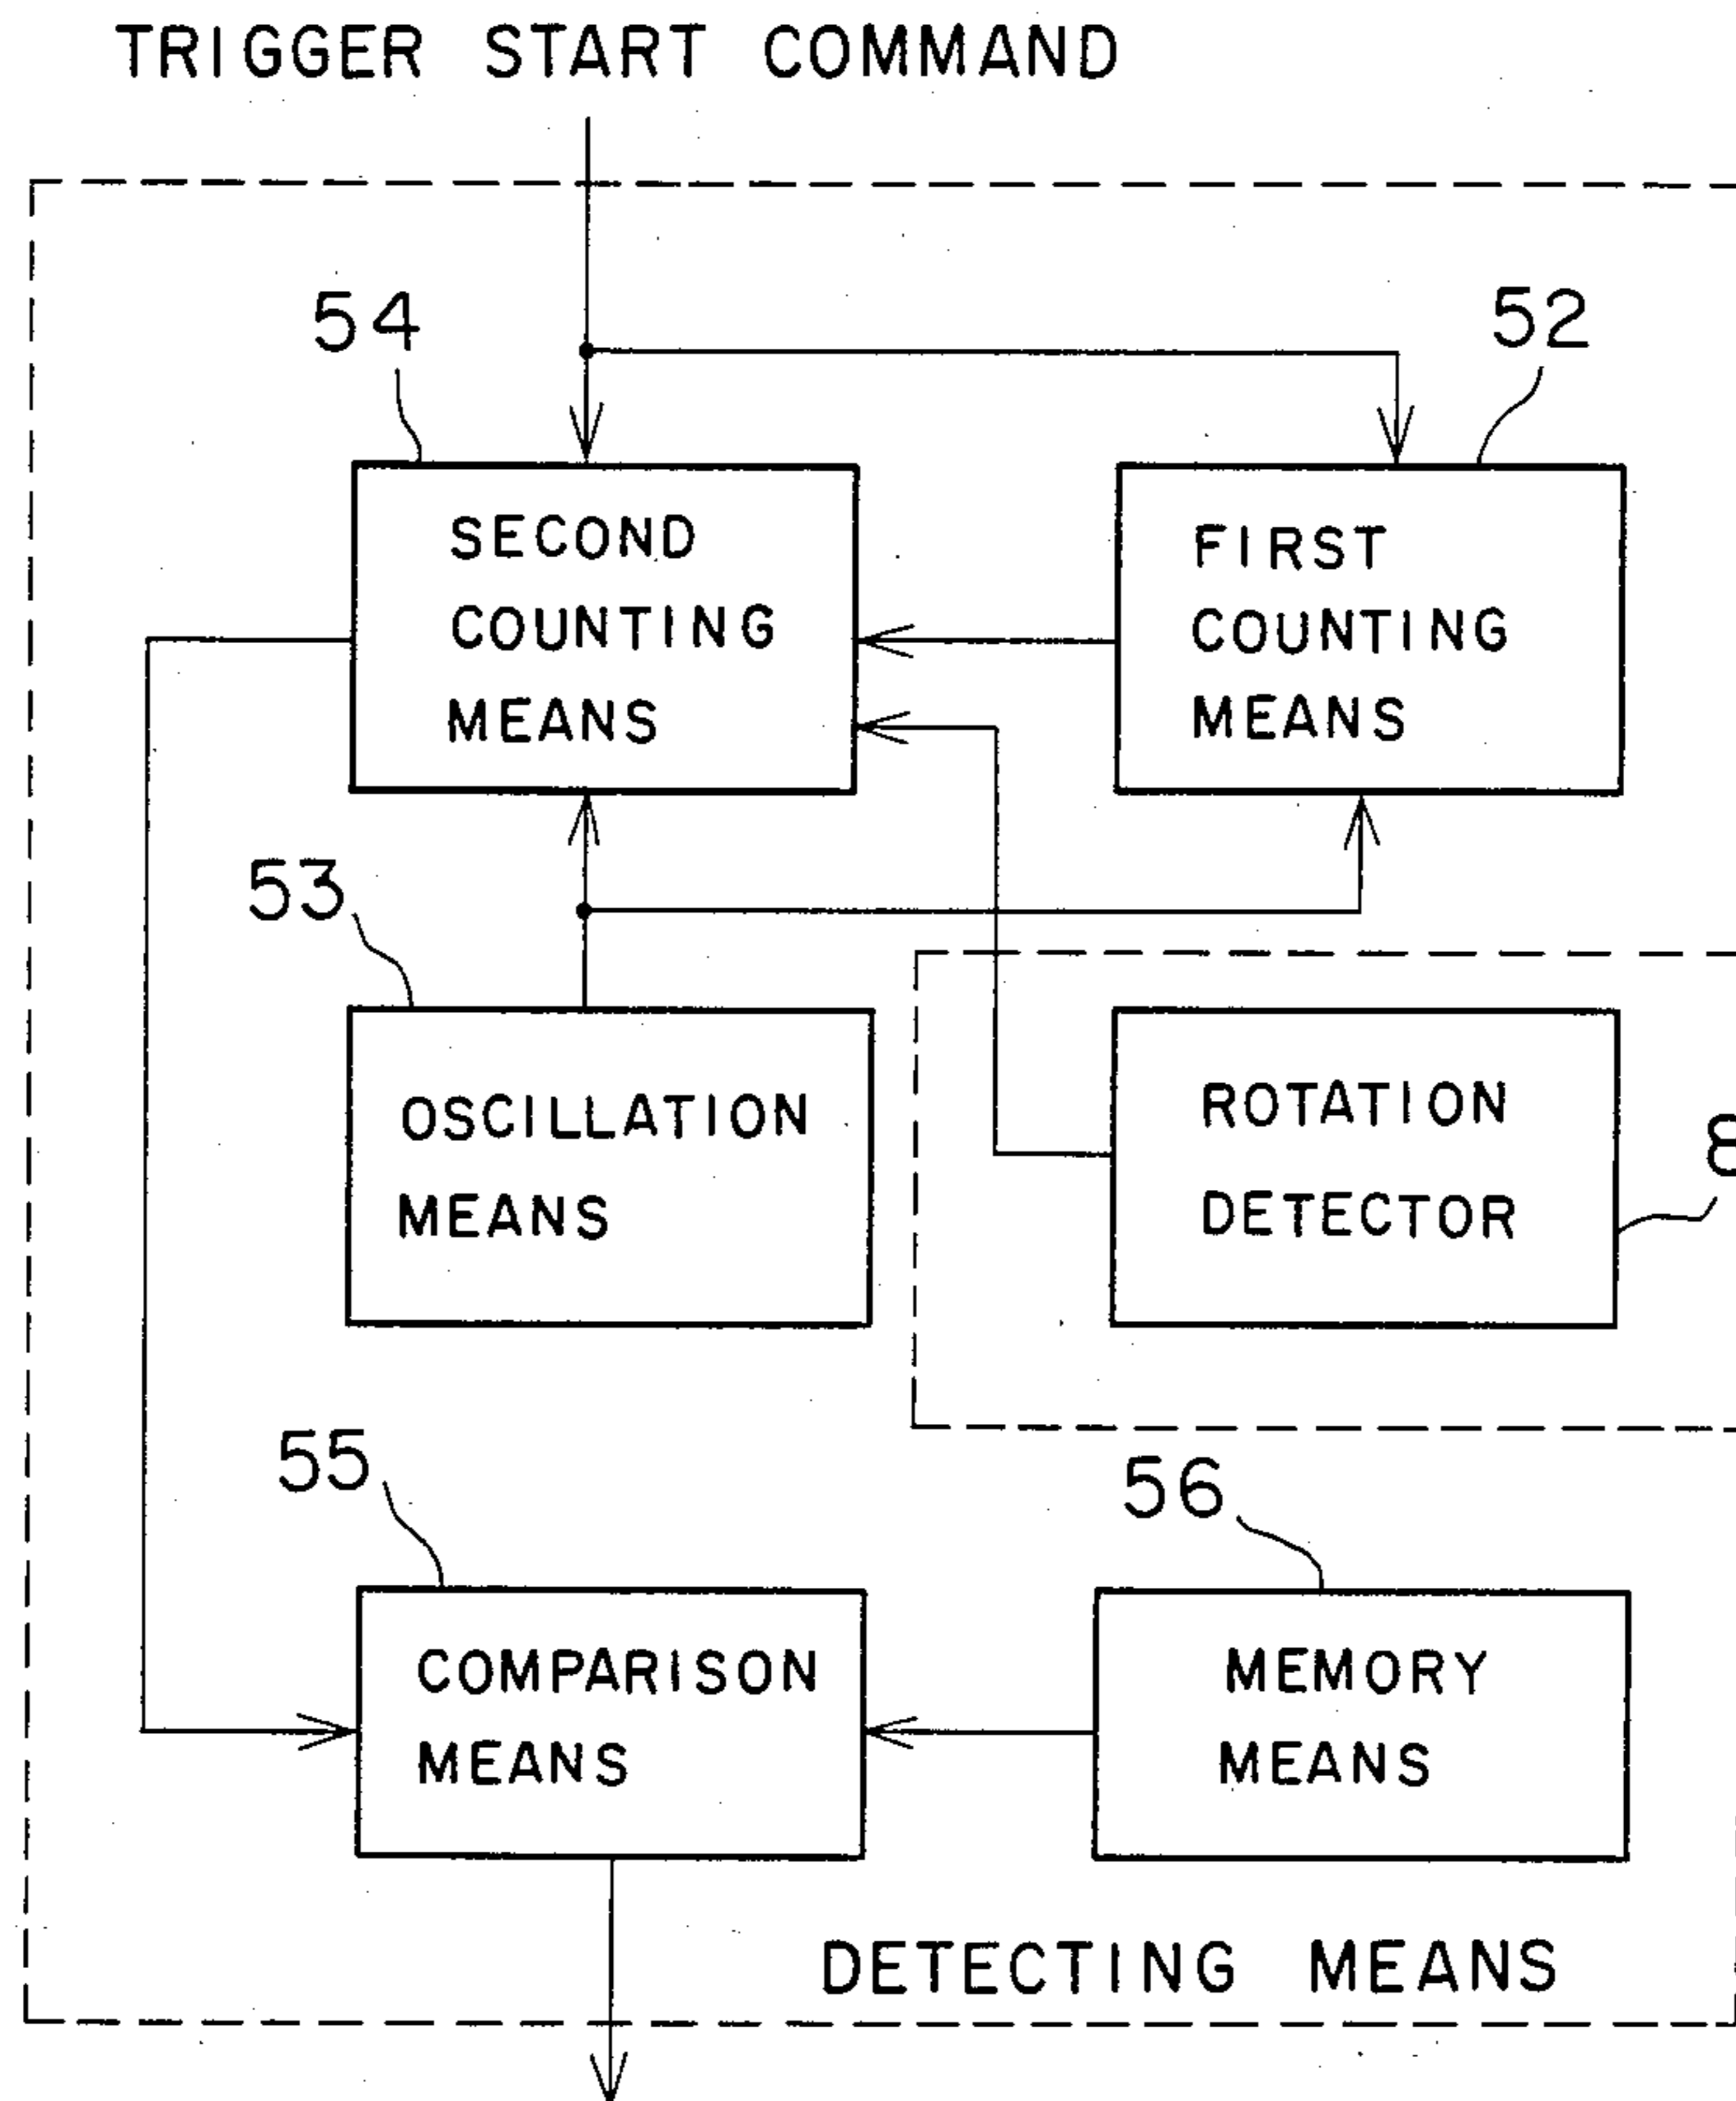 TRIGGER START COMMAND
54
52
SECOND
COUNTING
MEANS
FIRST
COUNTING
MEANS
53
OSCILLATION
MEANS
ROTATION
DETECTOR
8
55
56
COMPARISON
MEANS
MEMORY
MEANS
DETECTING MEANS